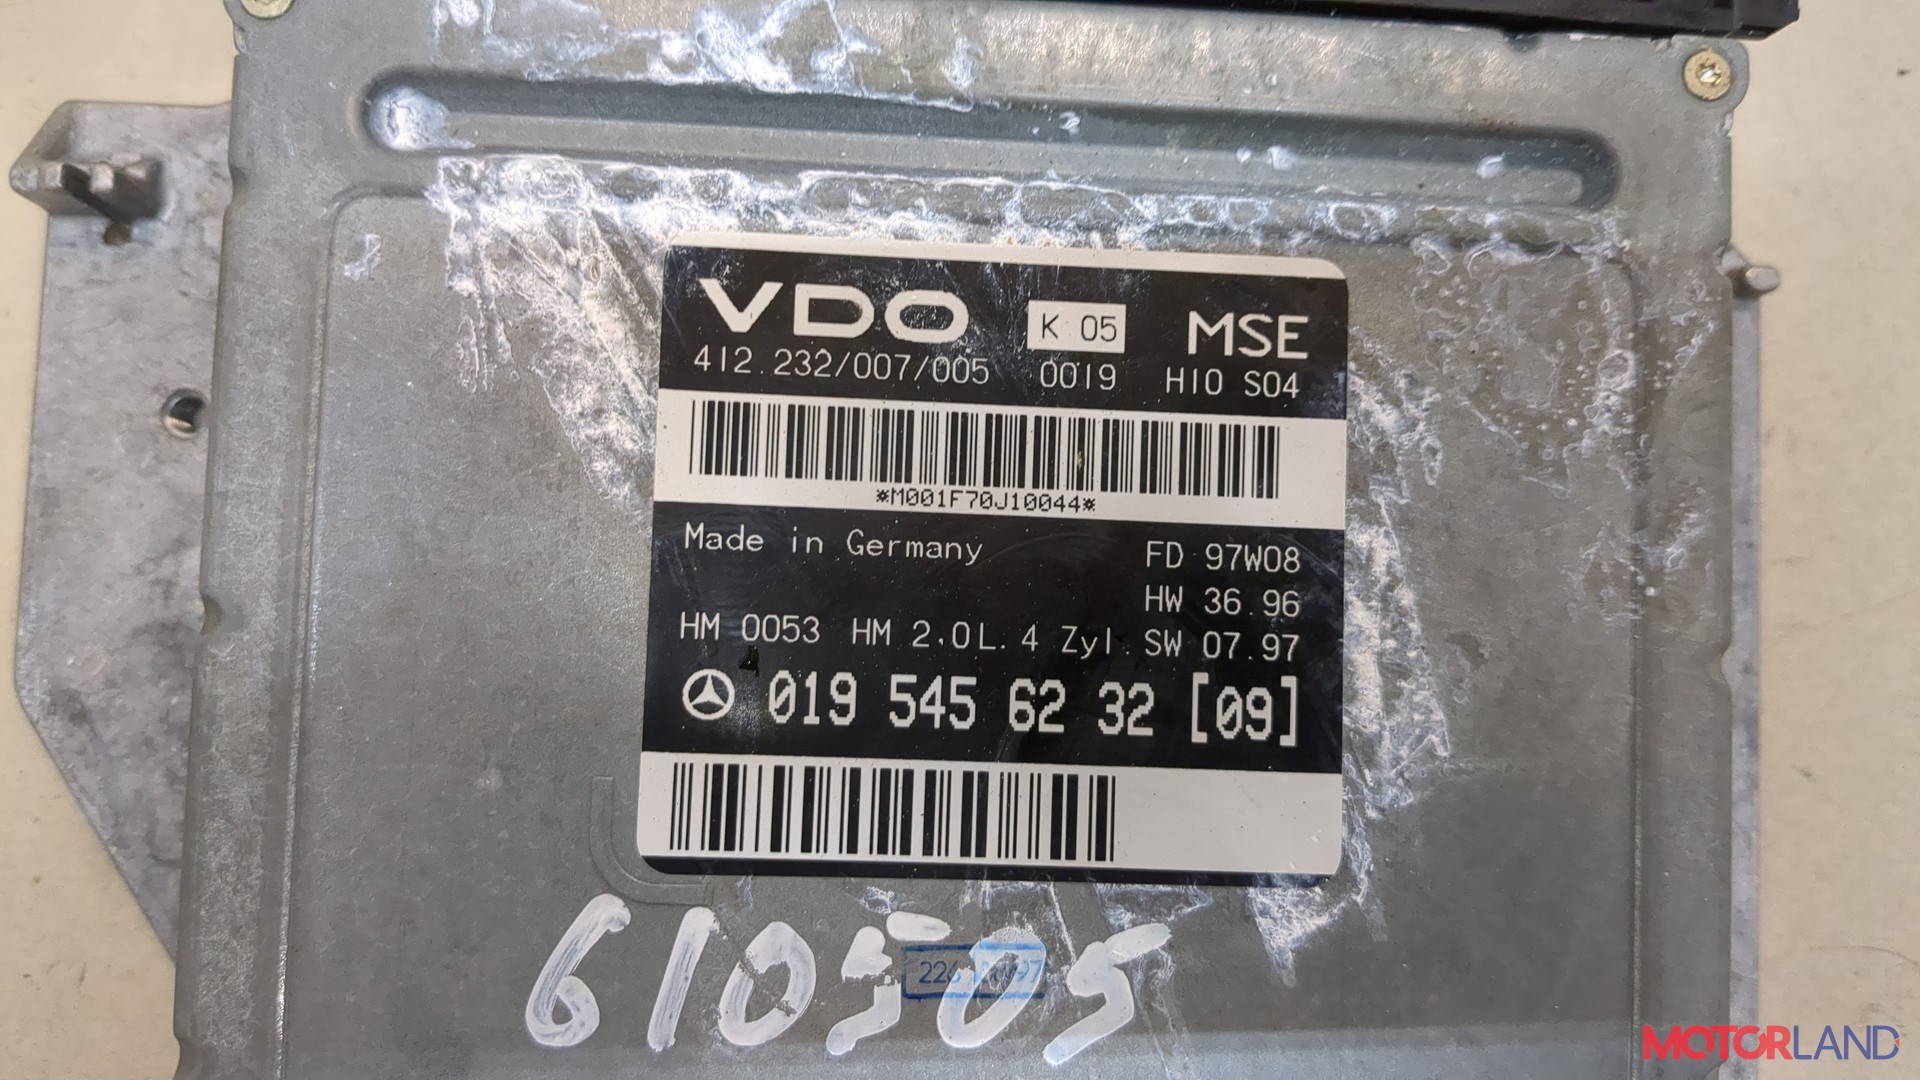 VDO K 05 MSE
412.232/007/005 0019 H10 S04
*M001F70J10044*
Made in Germany FD 97W08
HW 36.96
HM 0053 HM 2,0L. 4 Zyl. SW 07.97
019 545 62 32 [09]
610505
MOTORLAND